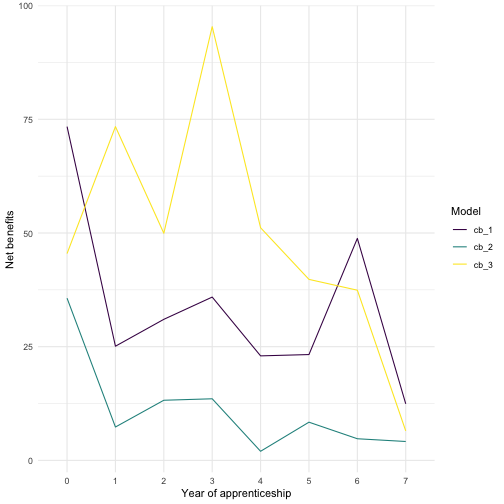 100
75
50
25
0
Net benefits
0 1 2 3 4 5 6 7
Year of apprenticeship
Model
cb_1
cb_2
cb_3